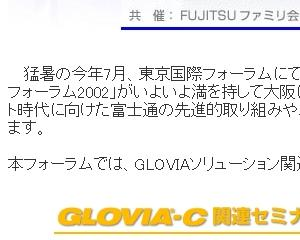 共　催： FUJITSUファミリ会
猛暑の今年7月、東京国際フォーラムにて
フォーラム2002」がいよいよ満を持して大阪に
ト時代に向けた富士通の先進的取り組みや
ます。
本フォーラムでは、GLOVIAソリューション関連
GLOVIA-C 関連セミナ